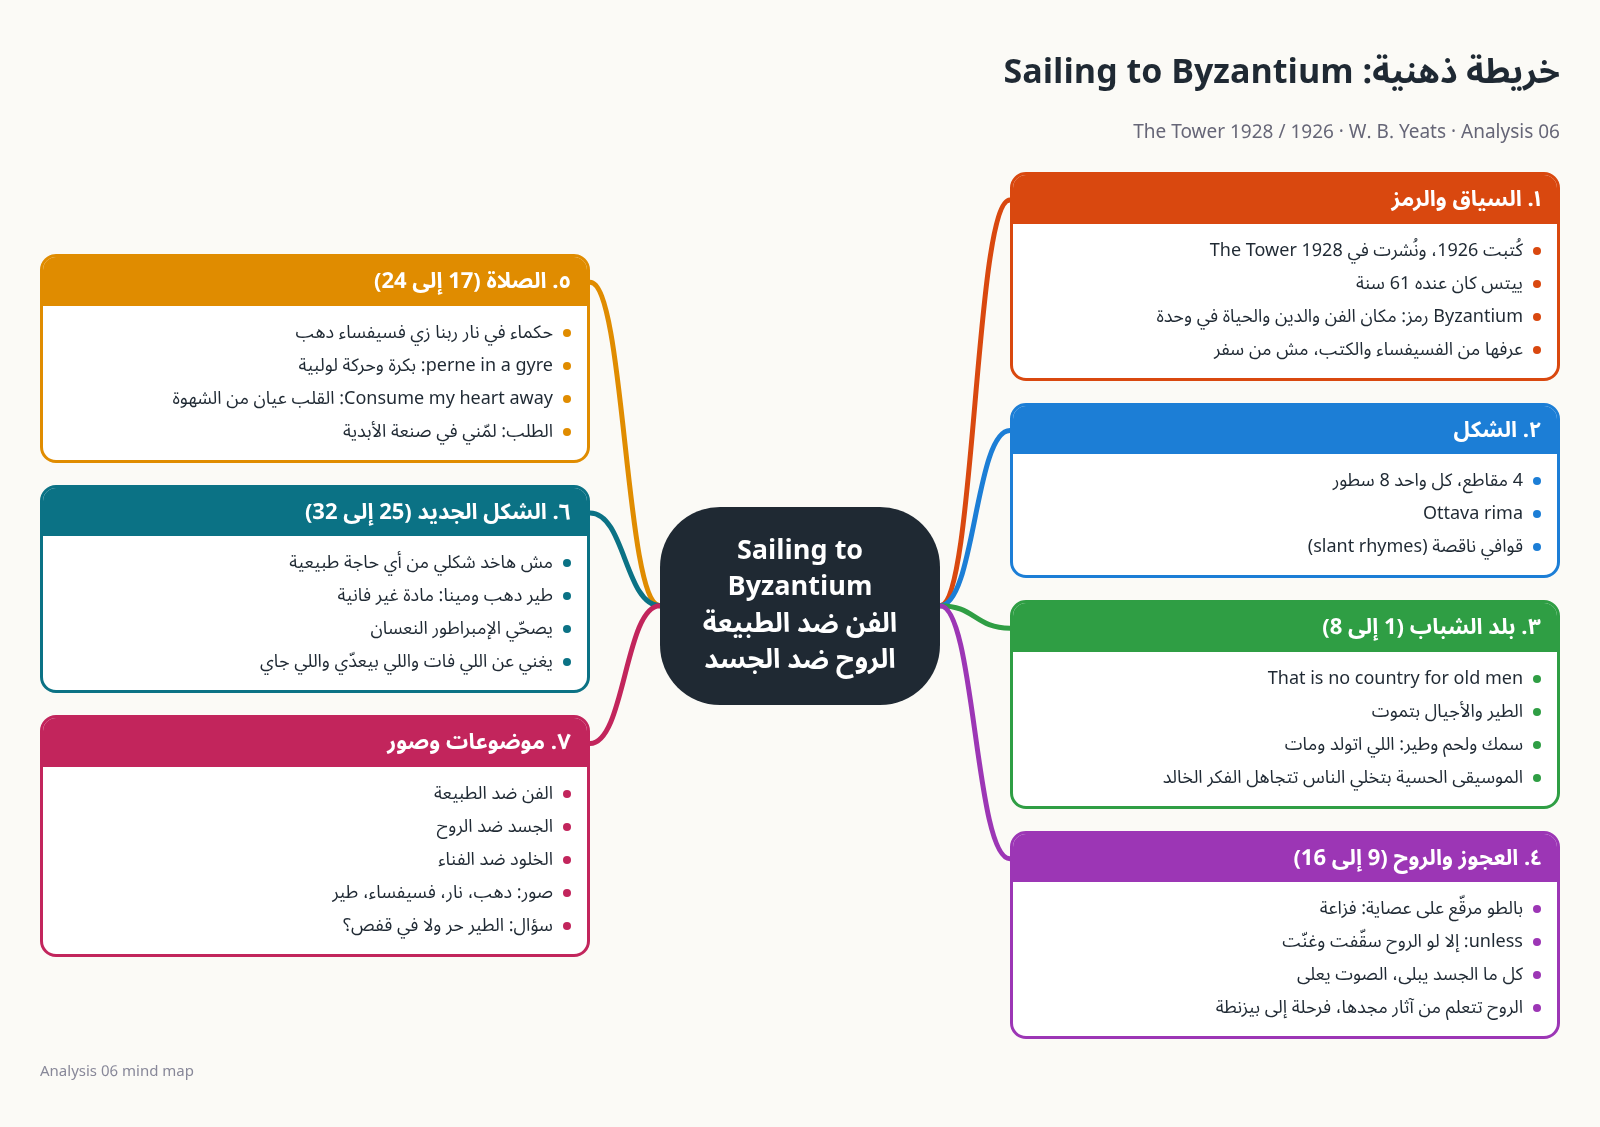 خريطة ذهنية: Sailing to Byzantium
The Tower 1928 / 1926 · W. B. Yeats · Analysis 06
١. السياق والرمز
كُتبت 1926، ونُشرت في The Tower 1928
ييتس كان عنده 61 سنة
Byzantium رمز: مكان الفن والدين والحياة في وحدة
عرفها من الفسيفساء والكتب، مش من سفر
٢. الشكل
4 مقاطع، كل واحد 8 سطور
Ottava rima
قوافي ناقصة (slant rhymes)
٣. بلد الشباب (1 إلى 8)
That is no country for old men
الطير والأجيال بتموت
سمك ولحم وطير: اللي اتولد ومات
الموسيقى الحسية بتخلي الناس تتجاهل الفكر الخالد
٤. العجوز والروح (9 إلى 16)
بالطو مرقّع على عصاية: فزاعة
unless: إلا لو الروح سقّفت وغنّت
كل ما الجسد يبلى، الصوت يعلى
الروح تتعلم من آثار مجدها، فرحلة إلى بيزنطة
Sailing to
Byzantium
الفن ضد الطبيعة
الروح ضد الجسد
٥. الصلاة (17 إلى 24)
حكماء في نار ربنا زي فسيفساء دهب
perne in a gyre: بكرة وحركة لولبية
Consume my heart away: القلب عيان من الشهوة
الطلب: لمّني في صنعة الأبدية
٦. الشكل الجديد (25 إلى 32)
مش هاخد شكلي من أي حاجة طبيعية
طير دهب ومينا: مادة غير فانية
يصحّي الإمبراطور النعسان
يغني عن اللي فات واللي بيعدّي واللي جاي
٧. موضوعات وصور
الفن ضد الطبيعة
الجسد ضد الروح
الخلود ضد الفناء
صور: دهب، نار، فسيفساء، طير
سؤال: الطير حر ولا في قفص؟
Analysis 06 mind map